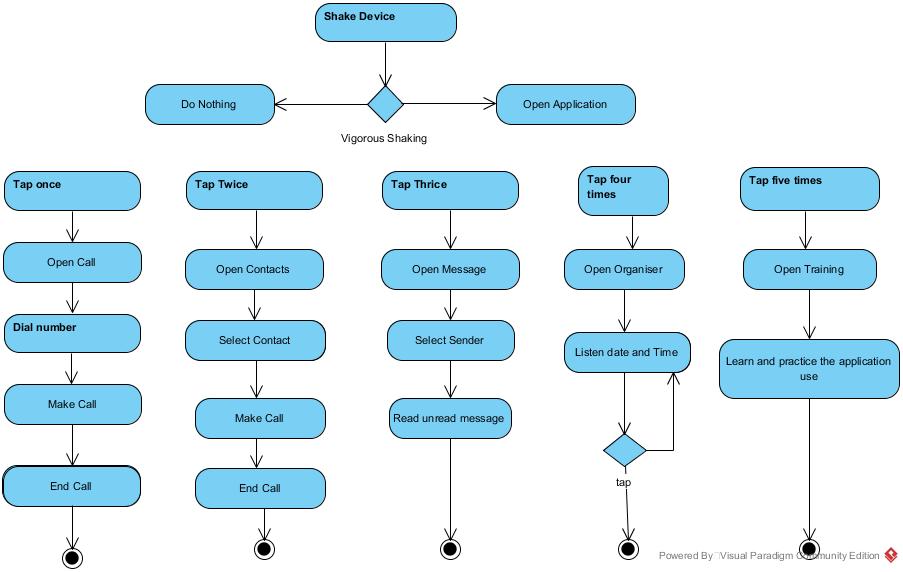 Shake Device
Do Nothing
Open Application
Vigorous Shaking
Tap once
Open Call
Dial number
Make Call
End Call
Tap Twice
Open Contacts
Select Contact
Make Call
End Call
Tap Thrice
Open Message
Select Sender
Read unread message
Tap four
times
Open Organiser
Listen date and Time
tap
Tap five times
Open Training
Learn and practice the application
use
Powered By Visual Paradigm Community Edition